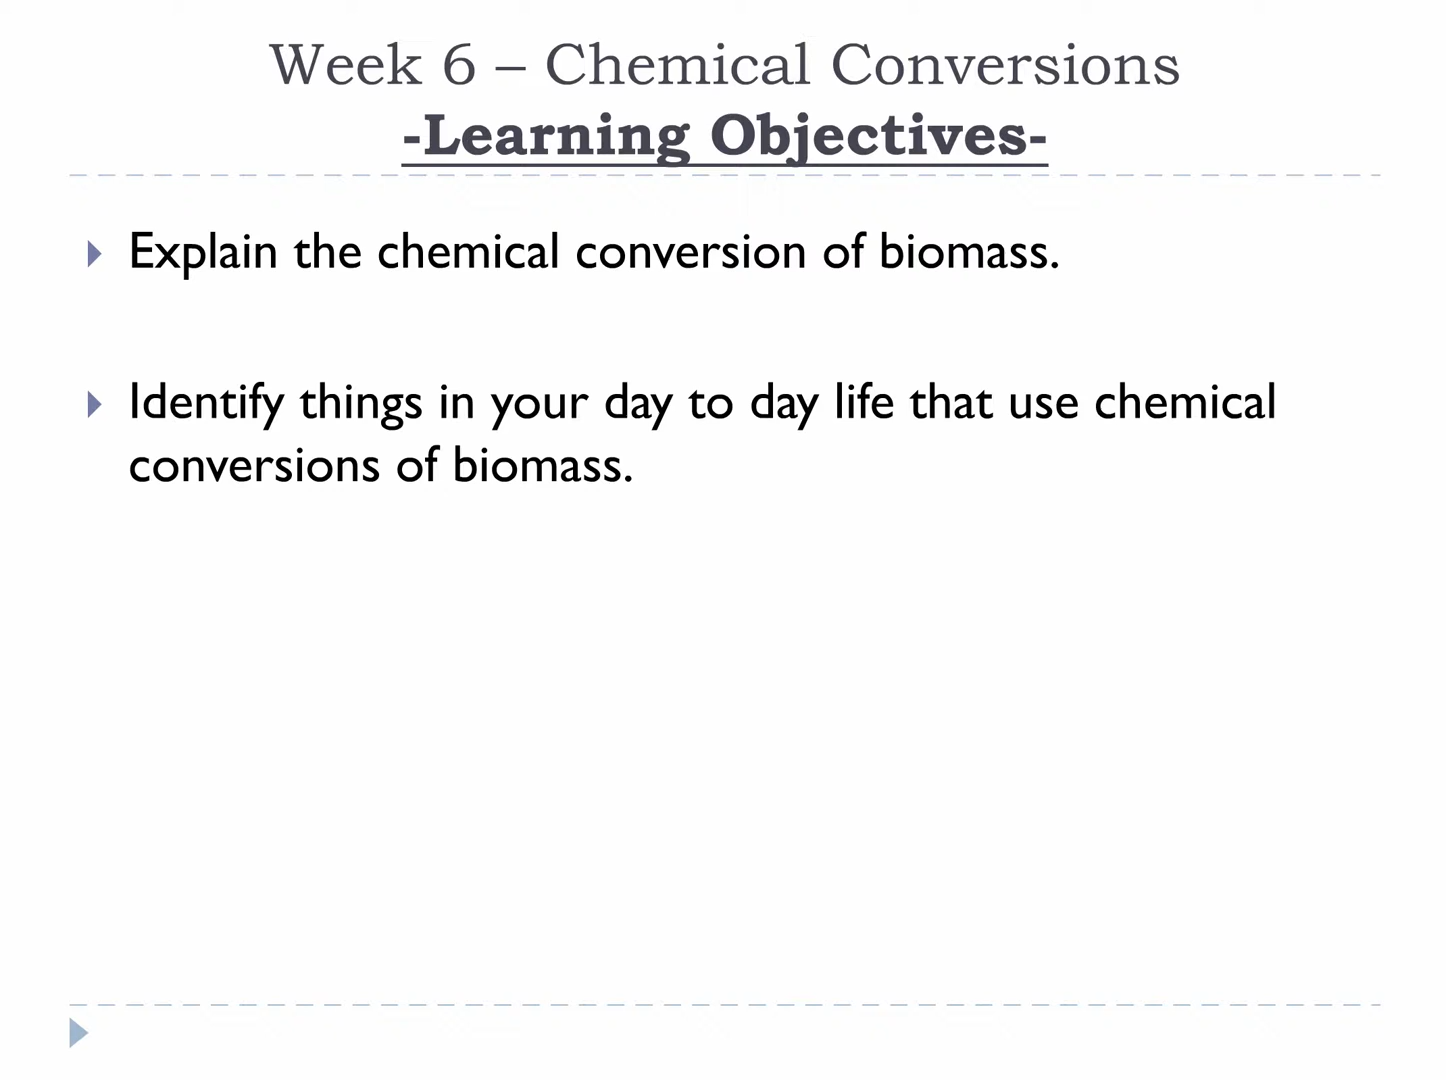 Week 6 – Chemical Conversions
-Learning Objectives-
Explain the chemical conversion of biomass.
Identify things in your day to day life that use chemical
conversions of biomass.